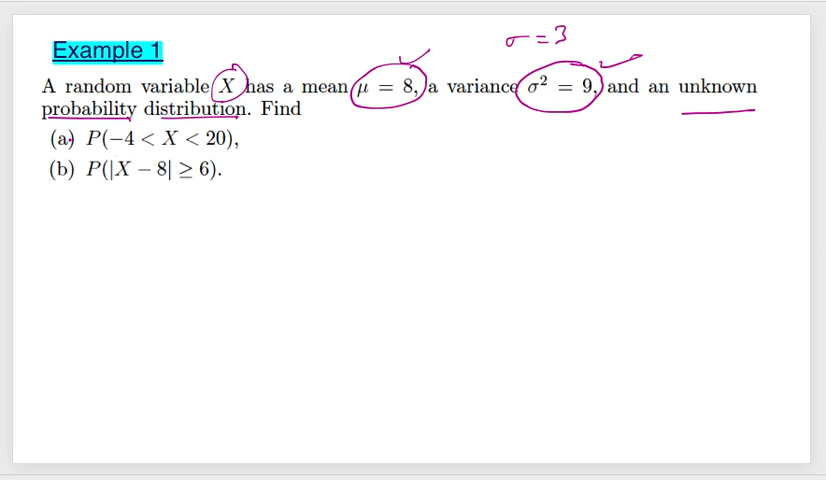 σ = 3
Example 1
A random variable X has a mean μ = 8, a variance σ² = 9, and an unknown
probability distribution. Find
(a) P(−4 < X < 20),
(b) P(|X − 8| ≥ 6).